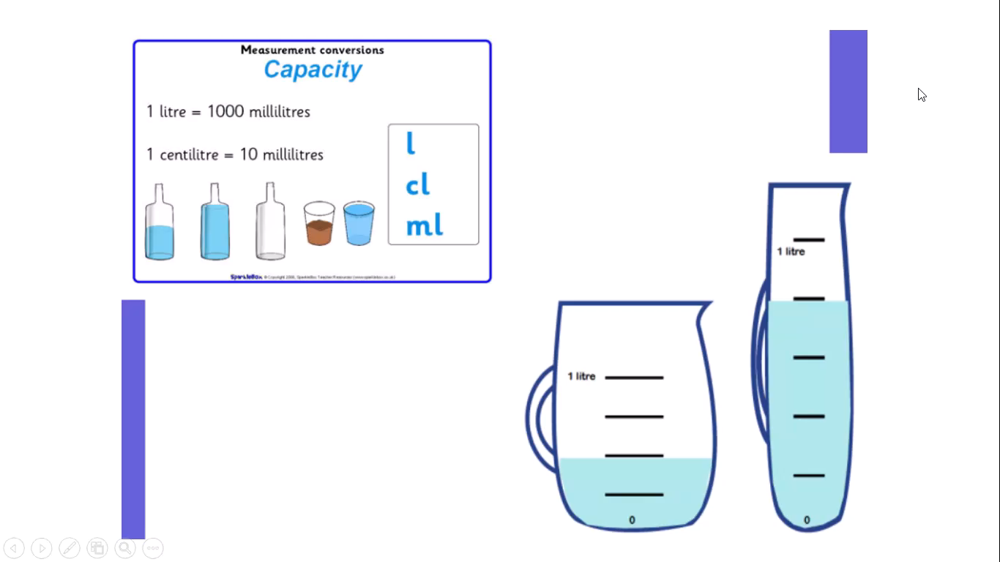 Measurement conversions
Capacity
1 litre = 1000 millilitres
1 centilitre = 10 millilitres
l
cl
ml
SparkleBox © Copyright 2008, SparkleBox Teacher Resources (www.sparklebox.co.uk)
1 litre
0
1 litre
0